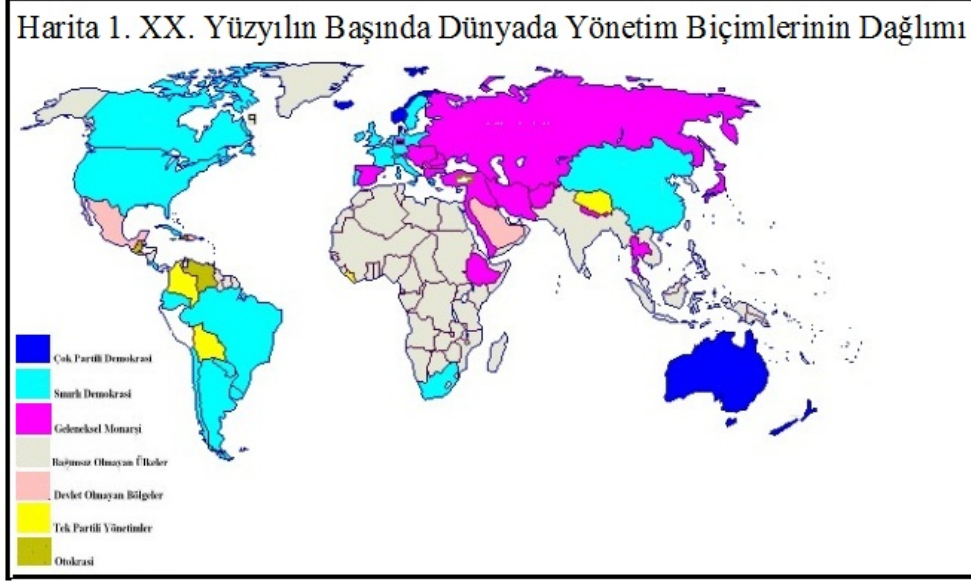 Harita 1. XX. Yüzyılın Başında Dünyada Yönetim Biçimlerinin Dağlımı
Çok Partili Demokrasi
Sınırlı Demokrasi
Geleneksel Monarşi
Bağımsız Olmayan Ülkeler
Devlet Olmayan Bölgeler
Tek Partili Yönetimler
Otokrasi